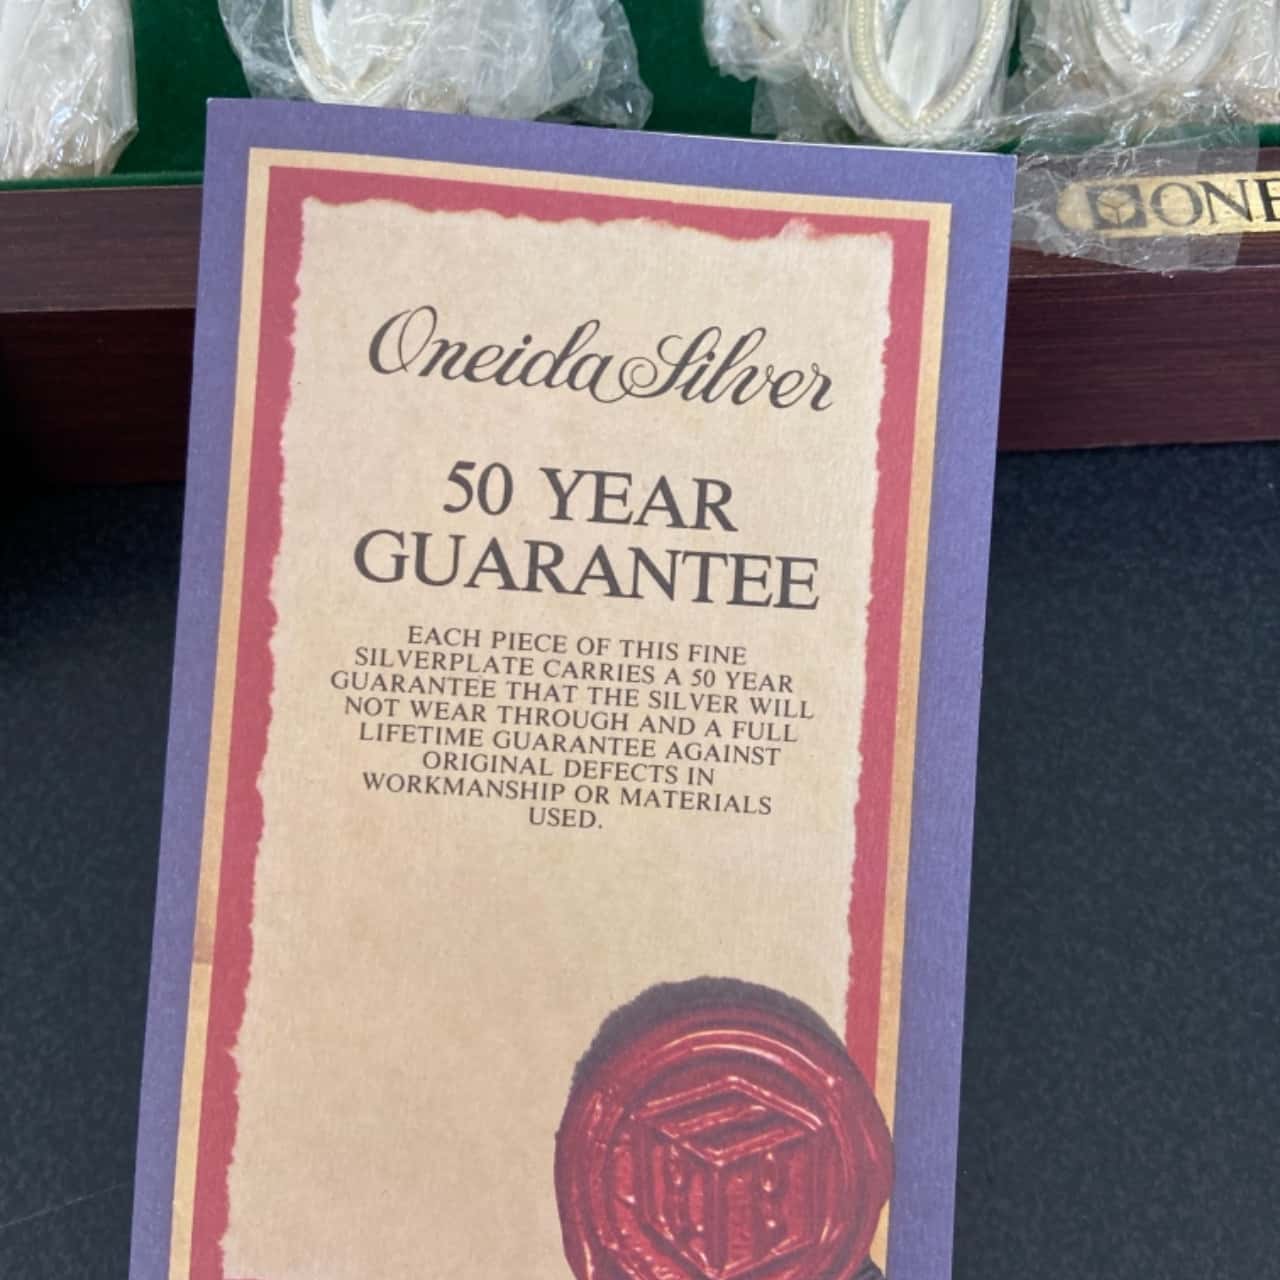 ONE
Oneida Silver
50 YEAR
GUARANTEE
EACH PIECE OF THIS FINE
SILVERPLATE CARRIES A 50 YEAR
GUARANTEE THAT THE SILVER WILL
NOT WEAR THROUGH AND A FULL
LIFETIME GUARANTEE AGAINST
ORIGINAL DEFECTS IN
WORKMANSHIP OR MATERIALS
USED.